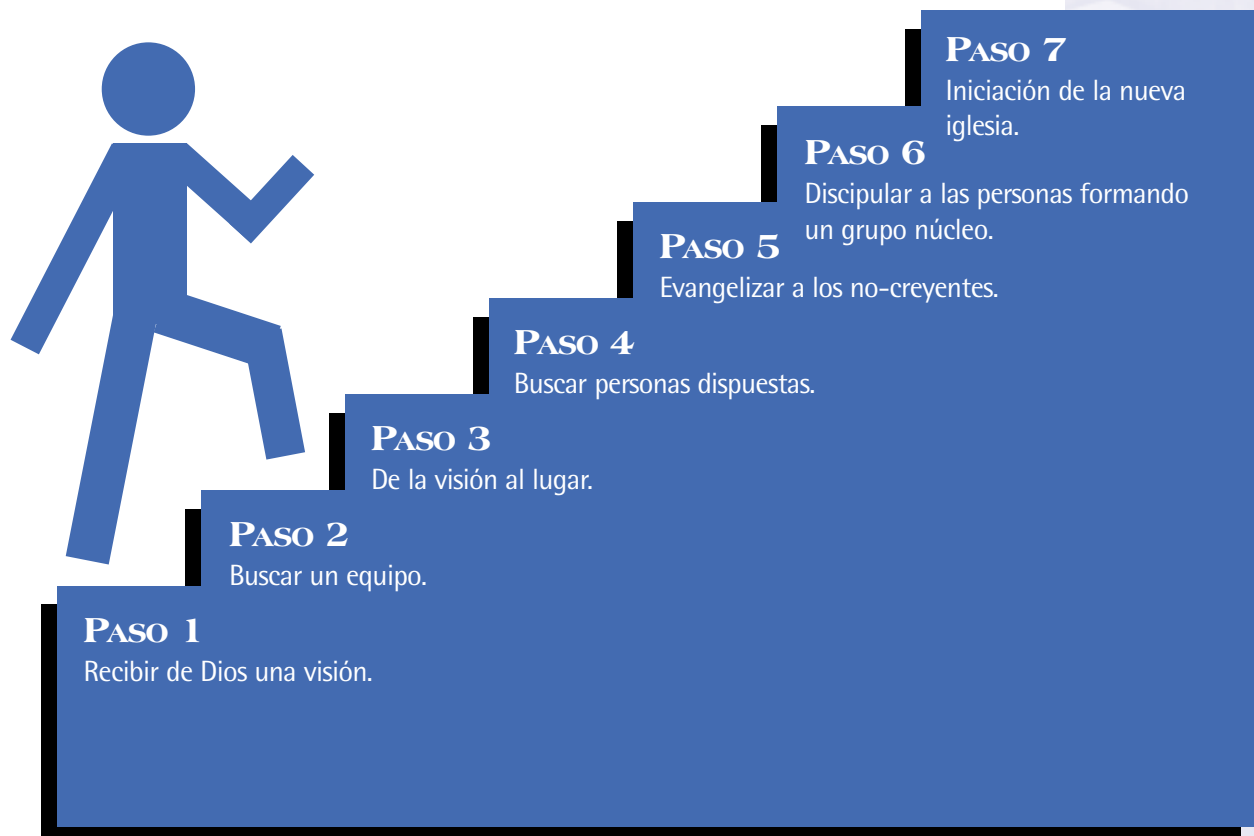 PASO 7
Iniciación de la nueva
iglesia.
PASO 6
Discipular a las personas formando
un grupo núcleo.
PASO 5
Evangelizar a los no-creyentes.
PASO 4
Buscar personas dispuestas.
PASO 3
De la visión al lugar.
PASO 2
Buscar un equipo.
PASO 1
Recibir de Dios una visión.